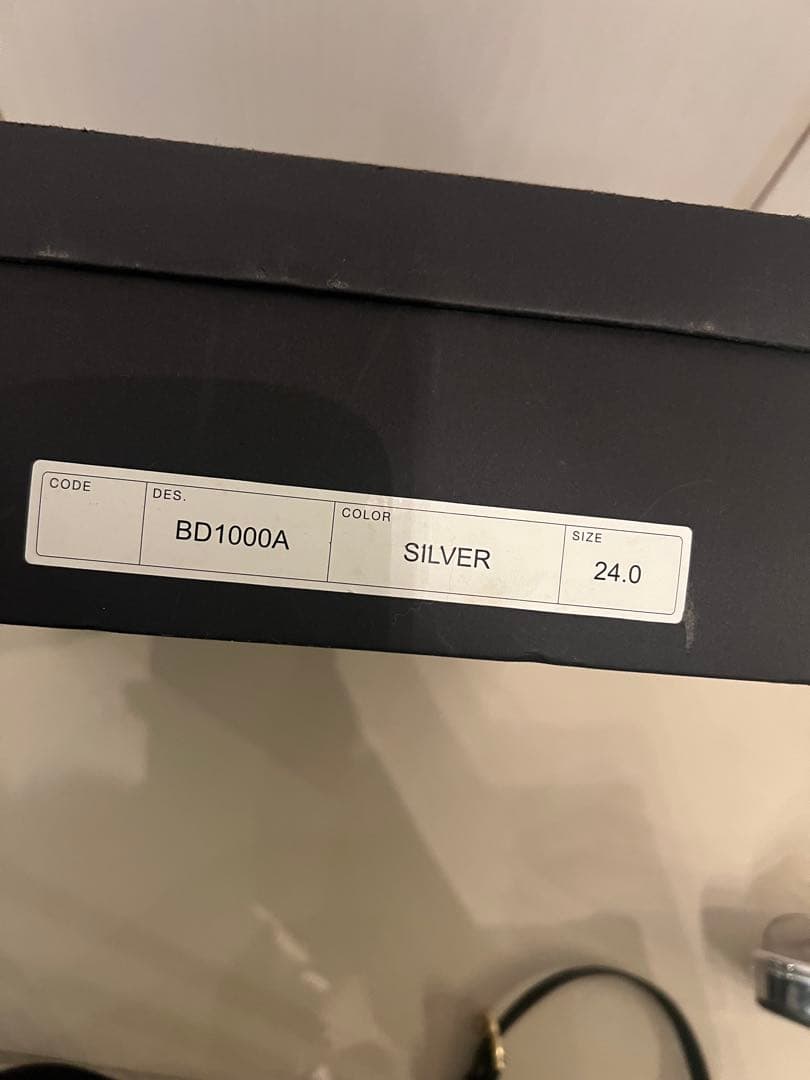 CODE
DES.
BD1000A
COLOR
SILVER
SIZE
24.0